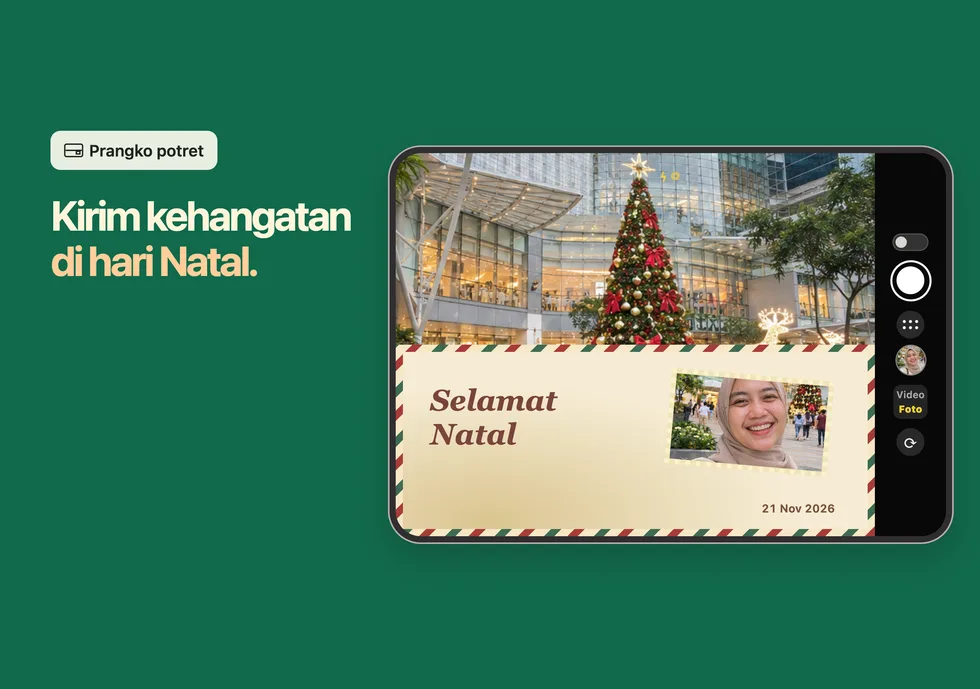 Prangko potret
Kirim kehangatan
di hari Natal.
Selamat
Natal
21 Nov 2026
Video
Foto